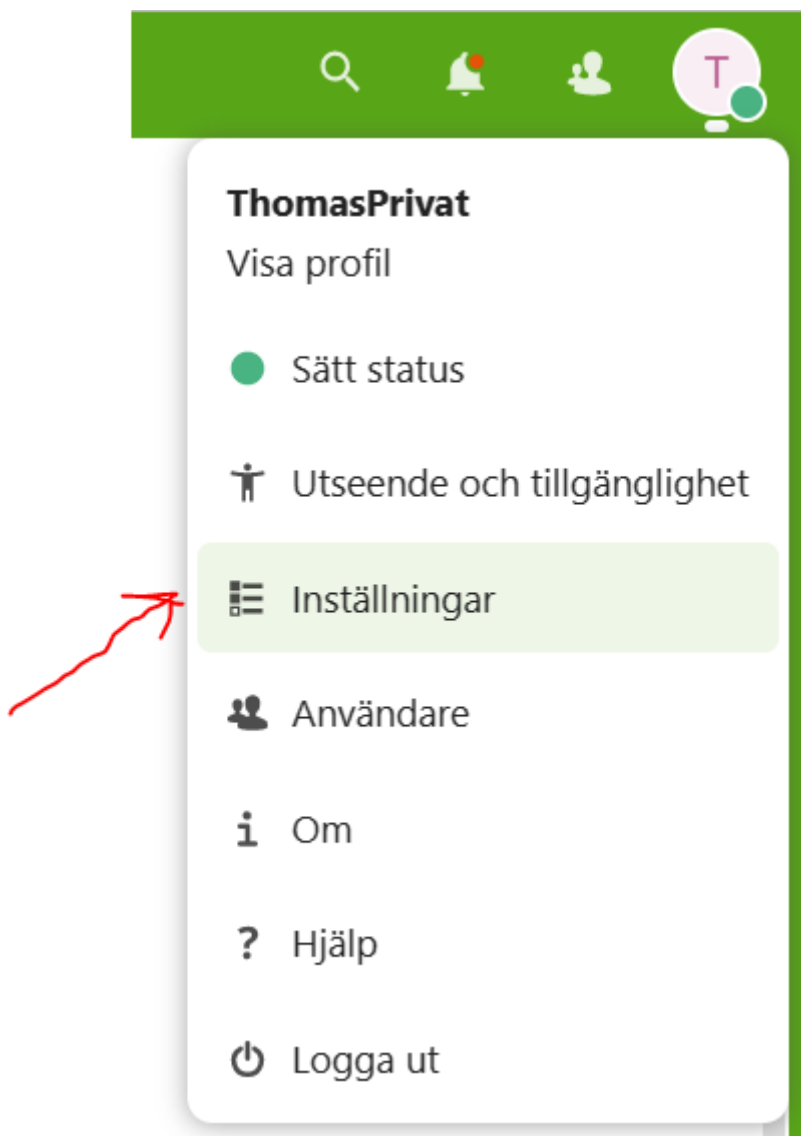 T
ThomasPrivat
Visa profil
Sätt status
Utseende och tillgänglighet
Inställningar
Användare
Om
Hjälp
Logga ut